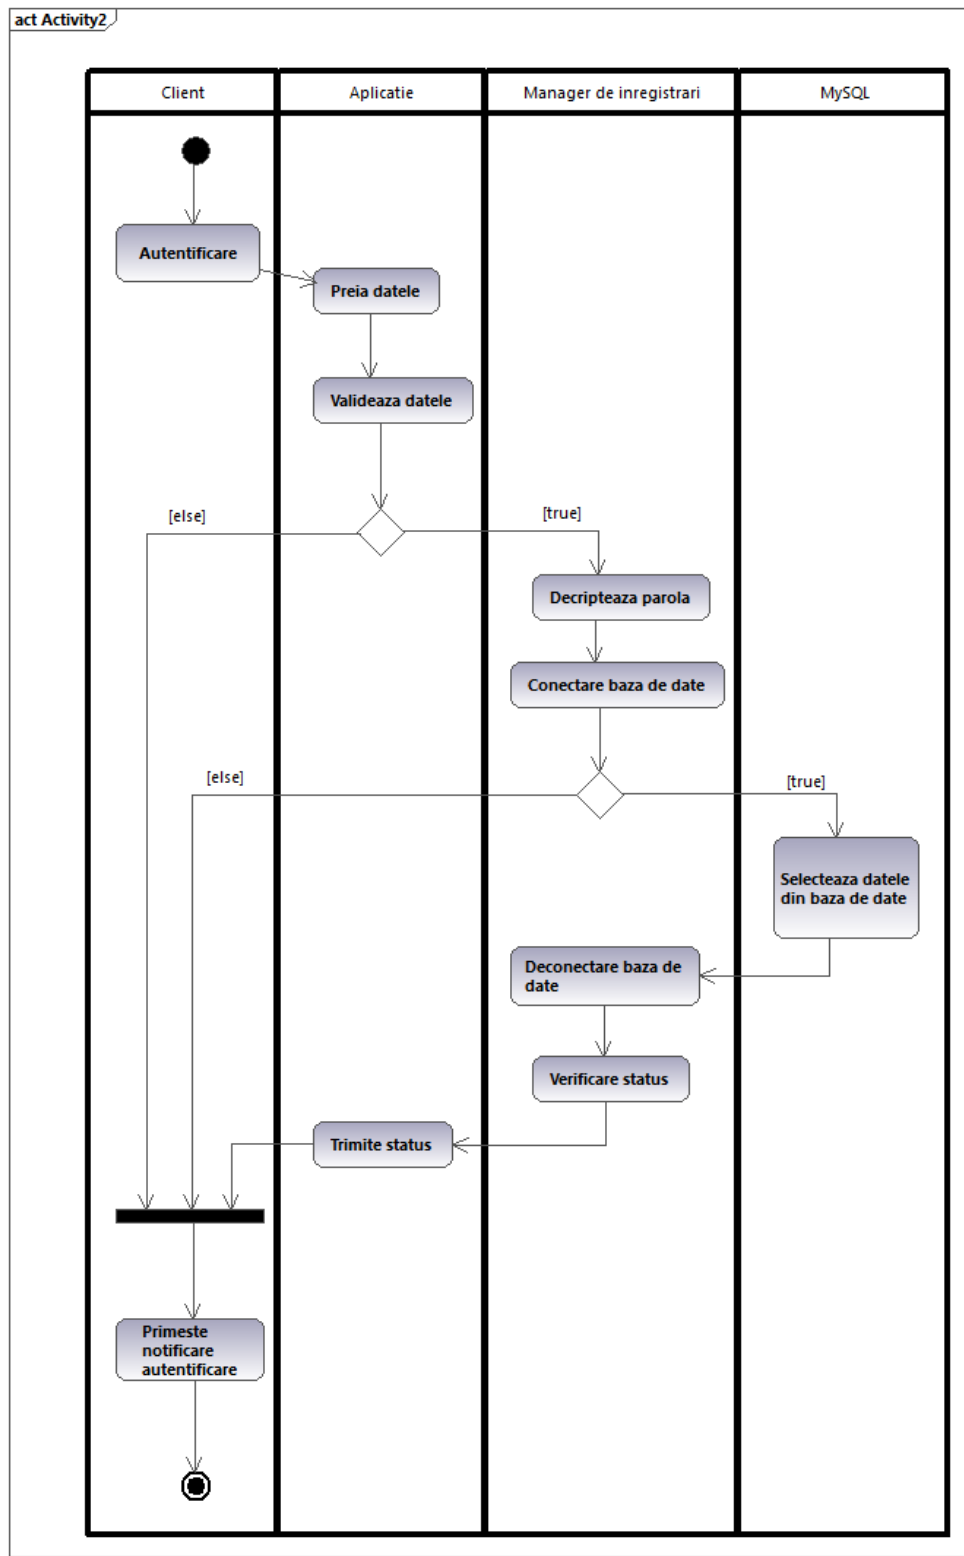 act Activity2
Client
Aplicatie
Manager de inregistrari
MySQL
Autentificare
Preia datele
Valideaza datele
[else]
[true]
Decripteaza parola
Conectare baza de date
[else]
[true]
Selecteaza datele
din baza de date
Deconectare baza de
date
Verificare status
Trimite status
Primeste
notificare
autentificare